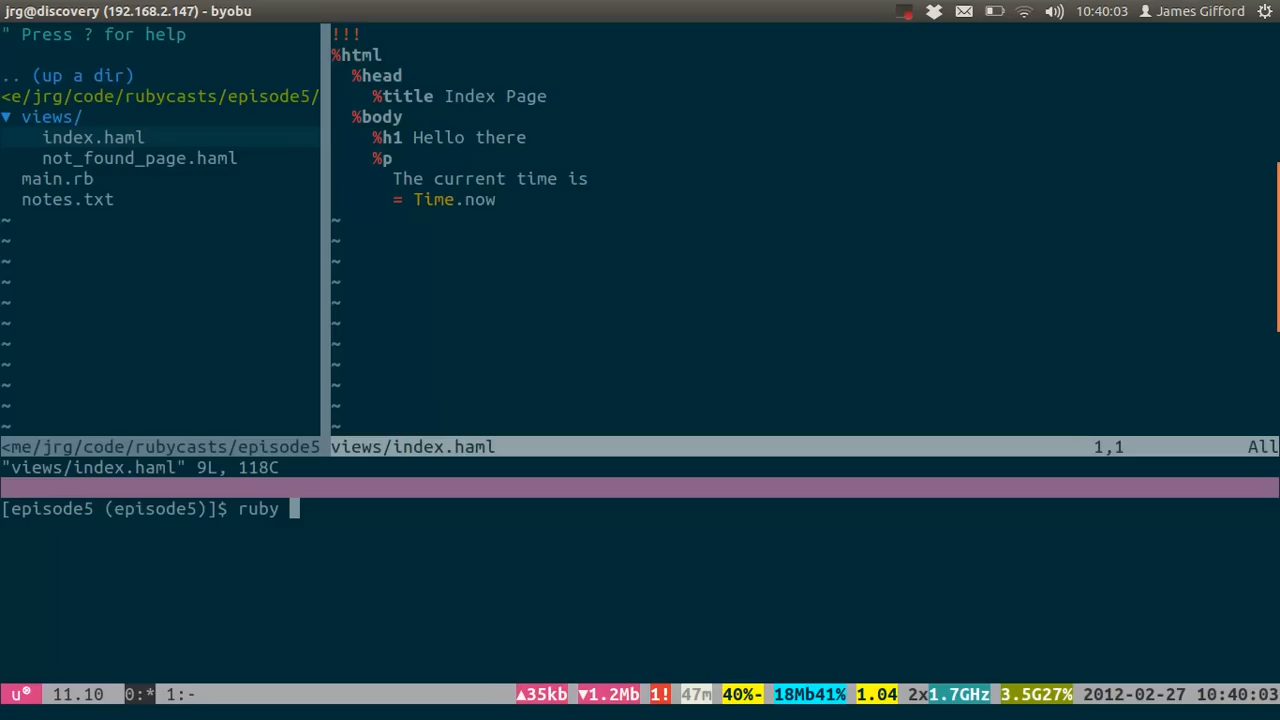 jrg@discovery (192.168.2.147) - byobu
10:40:03 James Gifford
" Press ? for help
.. (up a dir)
<e/jrg/code/rubycasts/episode5/
▼ views/
index.haml
not_found_page.haml
main.rb
notes.txt
~
~
~
~
~
~
~
~
~
~
~
<me/jrg/code/rubycasts/episode5
!!!
%html
%head
%title Index Page
%body
%h1 Hello there
%p
The current time is
= Time.now
~
~
~
~
~
~
~
~
~
~
~
views/index.haml 1,1 All
"views/index.haml" 9L, 118C
[episode5 (episode5)]$ ruby
u® 11.10 0:* 1:- ▲35kb ▼1.2Mb 1! 47m 40%- 18Mb41% 1.04 2x1.7GHz 3.5G27% 2012-02-27 10:40:03